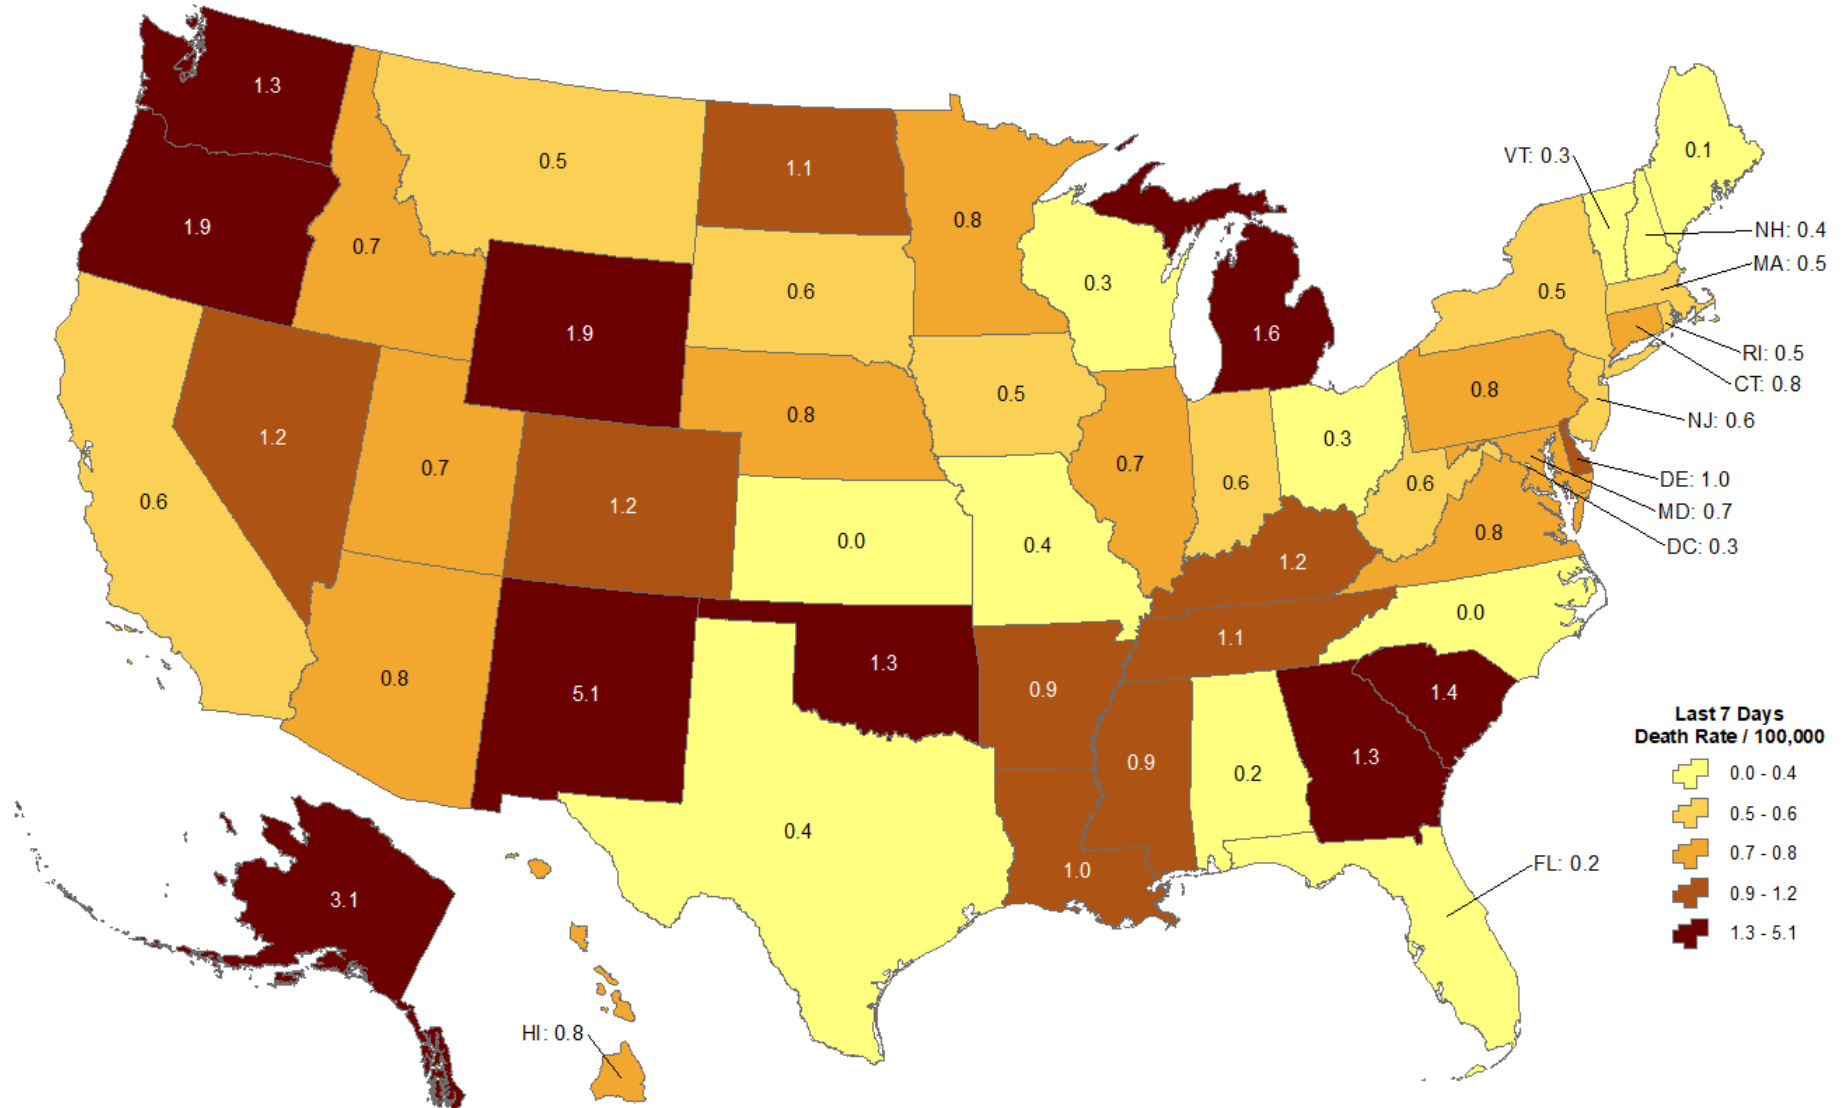 1.3
0.5
1.1
0.8
1.9
0.7
0.6
1.9
0.3
1.6
0.1
VT: 0.3
NH: 0.4
MA: 0.5
0.5
RI: 0.5
CT: 0.8
NJ: 0.6
0.8
0.5
0.8
0.3
0.6
0.7
0.6
1.2
0.7
1.2
0.6
DE: 1.0
MD: 0.7
DC: 0.3
0.8
0.0
0.4
1.2
0.0
1.1
0.8
5.1
1.3
0.9
1.4
0.9
0.2
1.3
0.4
1.0
FL: 0.2
3.1
HI: 0.8
Last 7 Days
Death Rate / 100,000
0.0 - 0.4
0.5 - 0.6
0.7 - 0.8
0.9 - 1.2
1.3 - 5.1